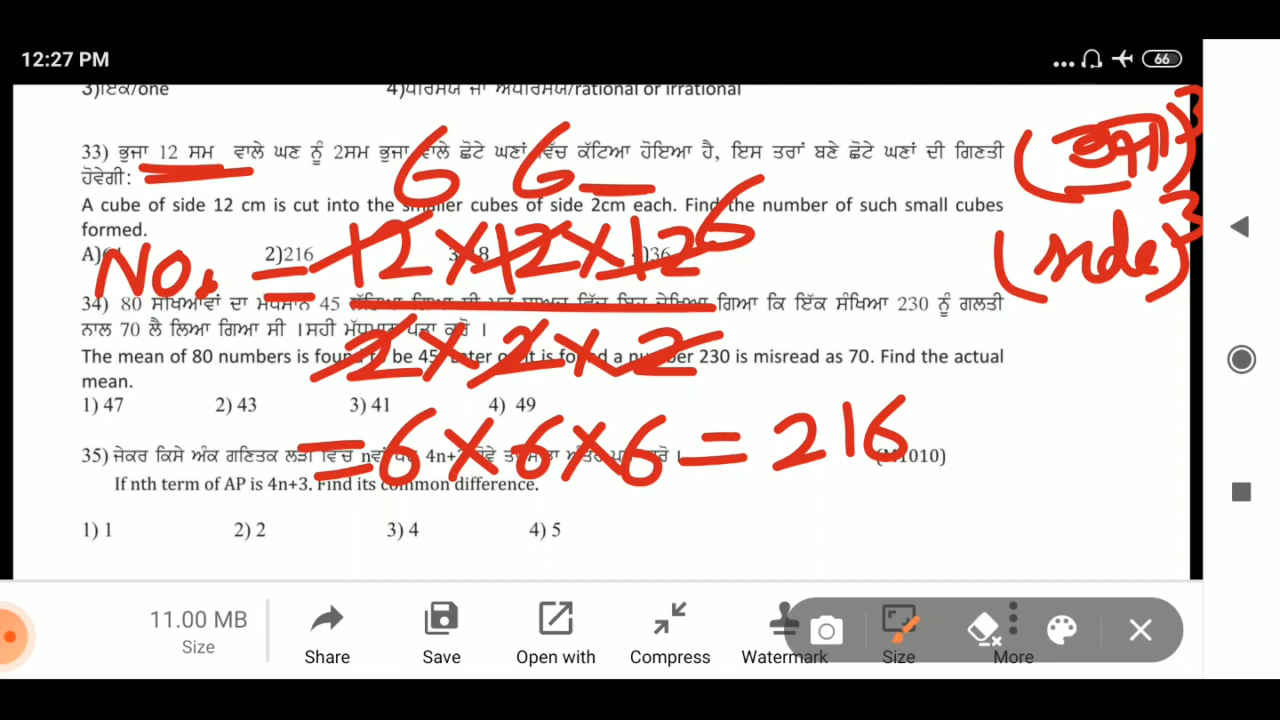 12:27 PM
66
3)ਇਕ/one 4)ਪਰਿਮੇਯ ਜਾਂ ਅਪਰਿਮੇਯ/rational or irrational
33) ਭੁਜਾ 12 ਸਮ ਵਾਲੇ ਘਣ ਨੂੰ 2ਸਮ ਭੁਜਾ ਵਾਲੇ ਛੋਟੇ ਘਣਾਂ ਵਿੱਚ ਕੱਟਿਆ ਹੋਇਆ ਹੈ, ਇਸ ਤਰਾਂ ਬਣੇ ਛੋਟੇ ਘਣਾਂ ਦੀ ਗਿਣਤੀ
ਹੋਵੇਗੀ:
A cube of side 12 cm is cut into the smaller cubes of side 2cm each. Find the number of such small cubes
formed.
2)216 4)36
6 6 6
NO. = 12 × 12 × 12
2 × 2 × 2
= 6 × 6 × 6 = 216
(ਭੁਜਾ)3
(side)3
34) 80 ਸੰਖਿਆਵਾਂ ਦਾ ਮੱਧਮਾਨ 45 ਗਿਆ ਕਿ ਇੱਕ ਸੰਖਿਆ 230 ਨੂੰ ਗਲਤੀ
ਨਾਲ 70 ਲੈ ਲਿਆ ਗਿਆ ਸੀ ।ਸਹੀ ਮੱਧਮਾਨ ਪਤਾ ਕਰੋ ।
The mean of 80 numbers is found to be 45. Later on it is found a number 230 is misread as 70. Find the actual
mean.
1) 47 2) 43 3) 41 4) 49
35) ਜੇਕਰ ਕਿਸੇ ਅੰਕ ਗਣਿਤਕ ਲੜੀ ਵਿੱਚ nਵਾਂ ਪਦ (M1010)
If nth term of AP is 4n+3. Find its common difference.
1) 1 2) 2 3) 4 4) 5
11.00 MB
Size
Share Save Open with Compress Watermark Size More